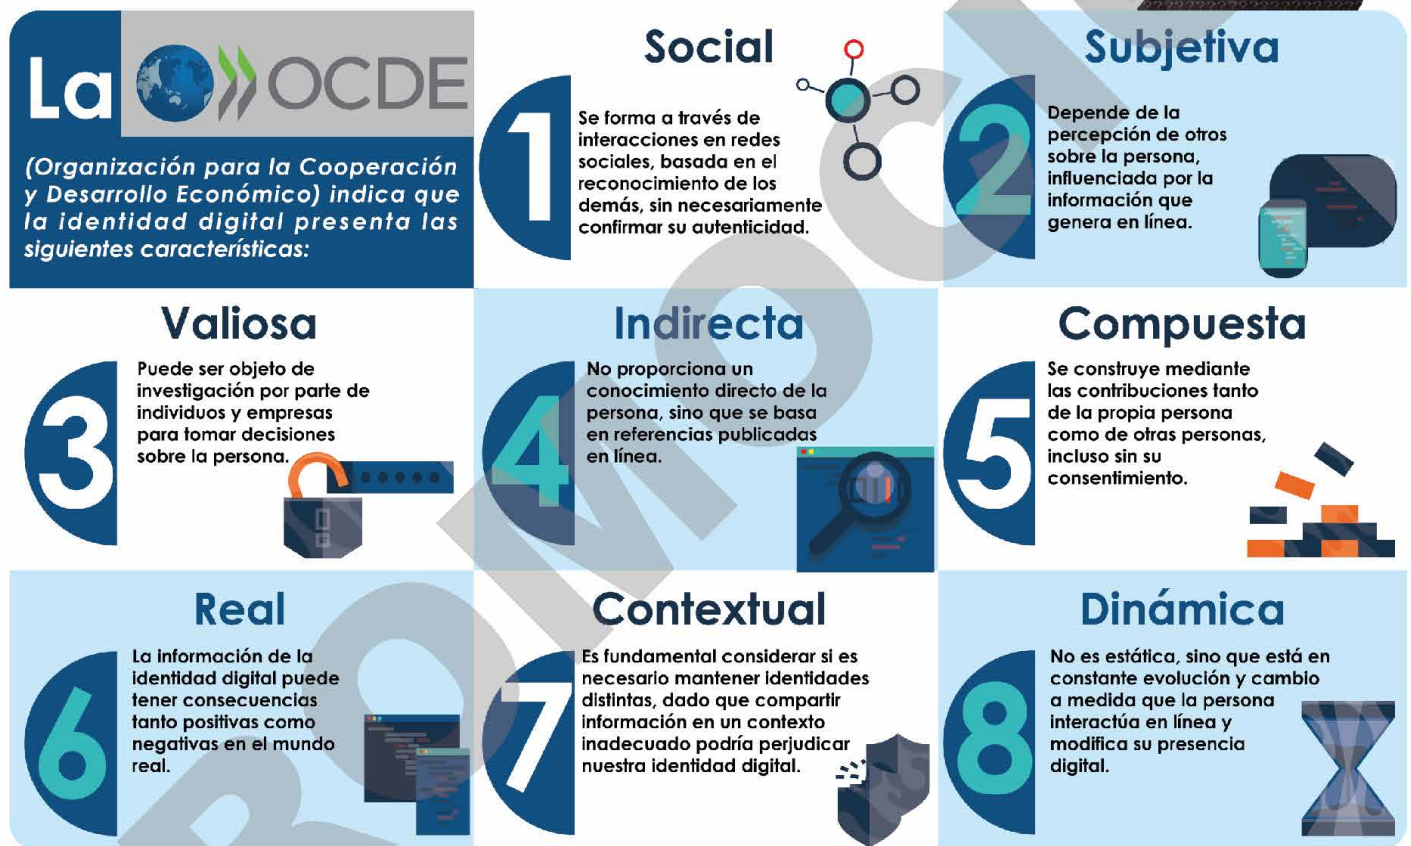 La OCDE
(Organización para la Cooperación
y Desarrollo Económico) indica que
la identidad digital presenta las
siguientes características:
Social
1
Se forma a través de
interacciones en redes
sociales, basada en el
reconocimiento de los
demás, sin necesariamente
confirmar su autenticidad.
Subjetiva
2
Depende de la
percepción de otros
sobre la persona,
influenciada por la
información que
genera en línea.
Valiosa
3
Puede ser objeto de
investigación por parte de
individuos y empresas
para tomar decisiones
sobre la persona.
Indirecta
4
No proporciona un
conocimiento directo de la
persona, sino que se basa
en referencias publicadas
en línea.
Compuesta
5
Se construye mediante
las contribuciones tanto
de la propia persona
como de otras personas,
incluso sin su
consentimiento.
Real
6
La información de la
identidad digital puede
tener consecuencias
tanto positivas como
negativas en el mundo
real.
Contextual
7
Es fundamental considerar si es
necesario mantener identidades
distintas, dado que compartir
información en un contexto
inadecuado podría perjudicar
nuestra identidad digital.
Dinámica
8
No es estática, sino que está en
constante evolución y cambio
a medida que la persona
interactúa en línea y
modifica su presencia
digital.